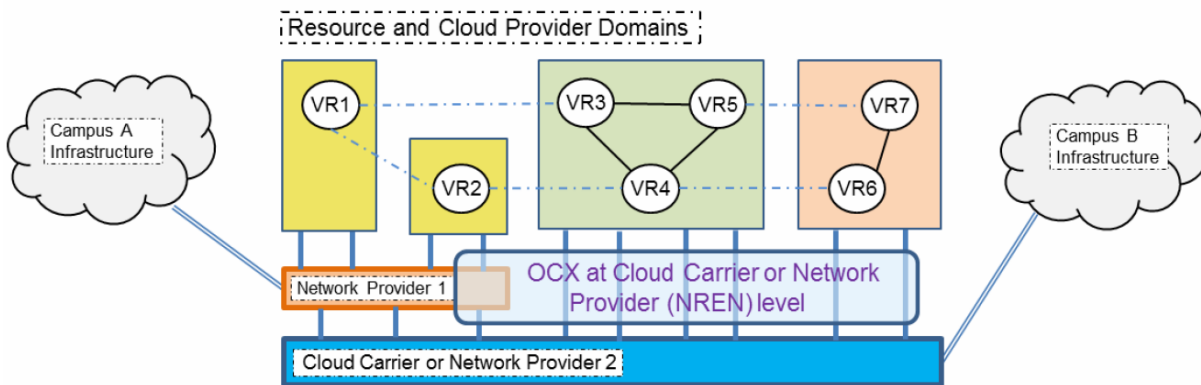 Resource and Cloud Provider Domains
VR1
VR3
VR5
VR7
Campus A
Infrastructure
Campus B
Infrastructure
VR2
VR4
VR6
OCX at Cloud Carrier or Network
Provider (NREN) level
Network Provider 1
Cloud Carrier or Network Provider 2